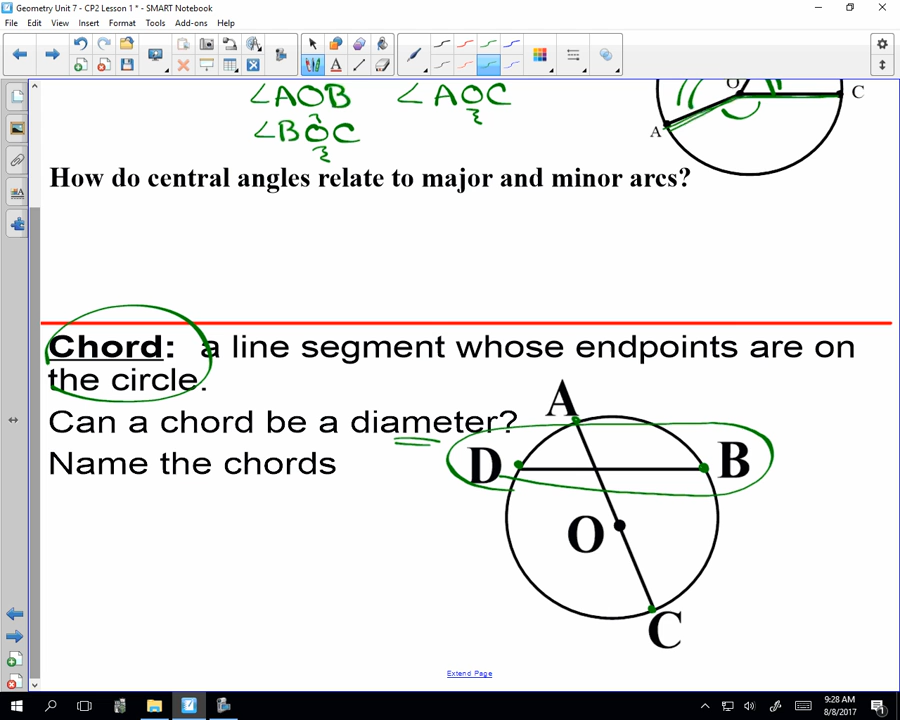 Geometry Unit 7 - CP2 Lesson 1 * - SMART Notebook
File Edit View Insert Format Tools Add-ons Help
∠AOB ∠AOC
∠BOC
O
C
A
How do central angles relate to major and minor arcs?
Chord: a line segment whose endpoints are on
the circle.
Can a chord be a diameter?
Name the chords
A
D
B
O
C
Extend Page
9:28 AM
8/8/2017